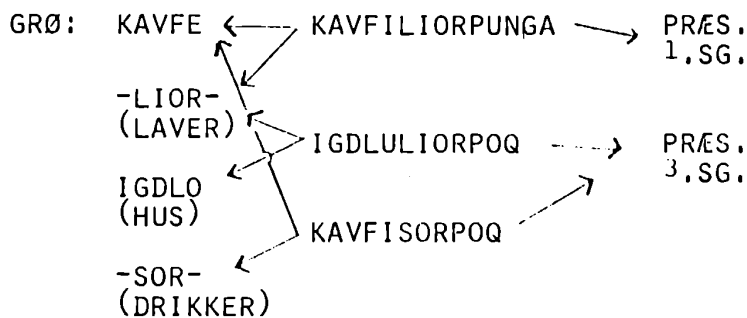 GRØ: KAVFE KAVFILIORPUNGA PRÆS.
1.SG.
-LIOR-
(LAVER)
IGDLULIORPOQ PRÆS.
3.SG.
IGDLO
(HUS)
KAVFISORPOQ
-SOR-
(DRIKKER)